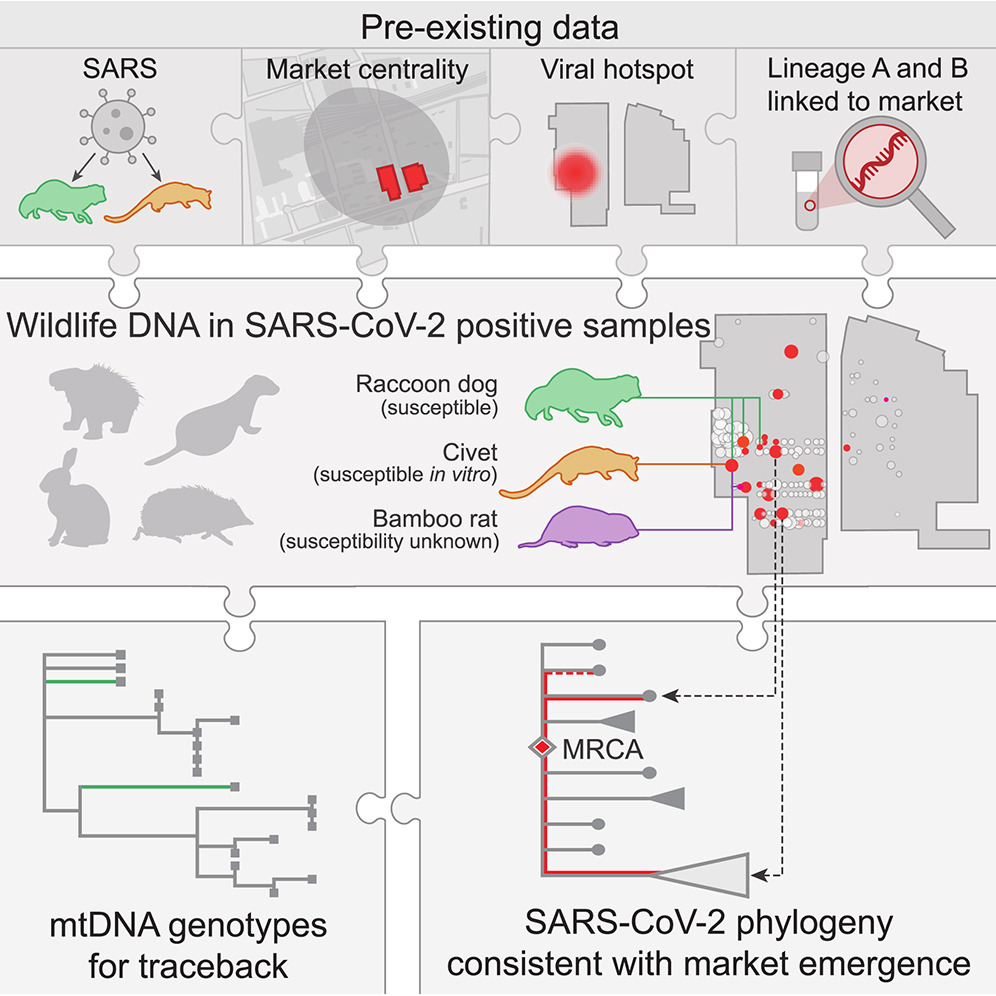 Pre-existing data
SARS
Market centrality
Viral hotspot
Lineage A and B
linked to market
Wildlife DNA in SARS-CoV-2 positive samples
Raccoon dog
(susceptible)
Civet
(susceptible in vitro)
Bamboo rat
(susceptibility unknown)
MRCA
mtDNA genotypes
for traceback
SARS-CoV-2 phylogeny
consistent with market emergence